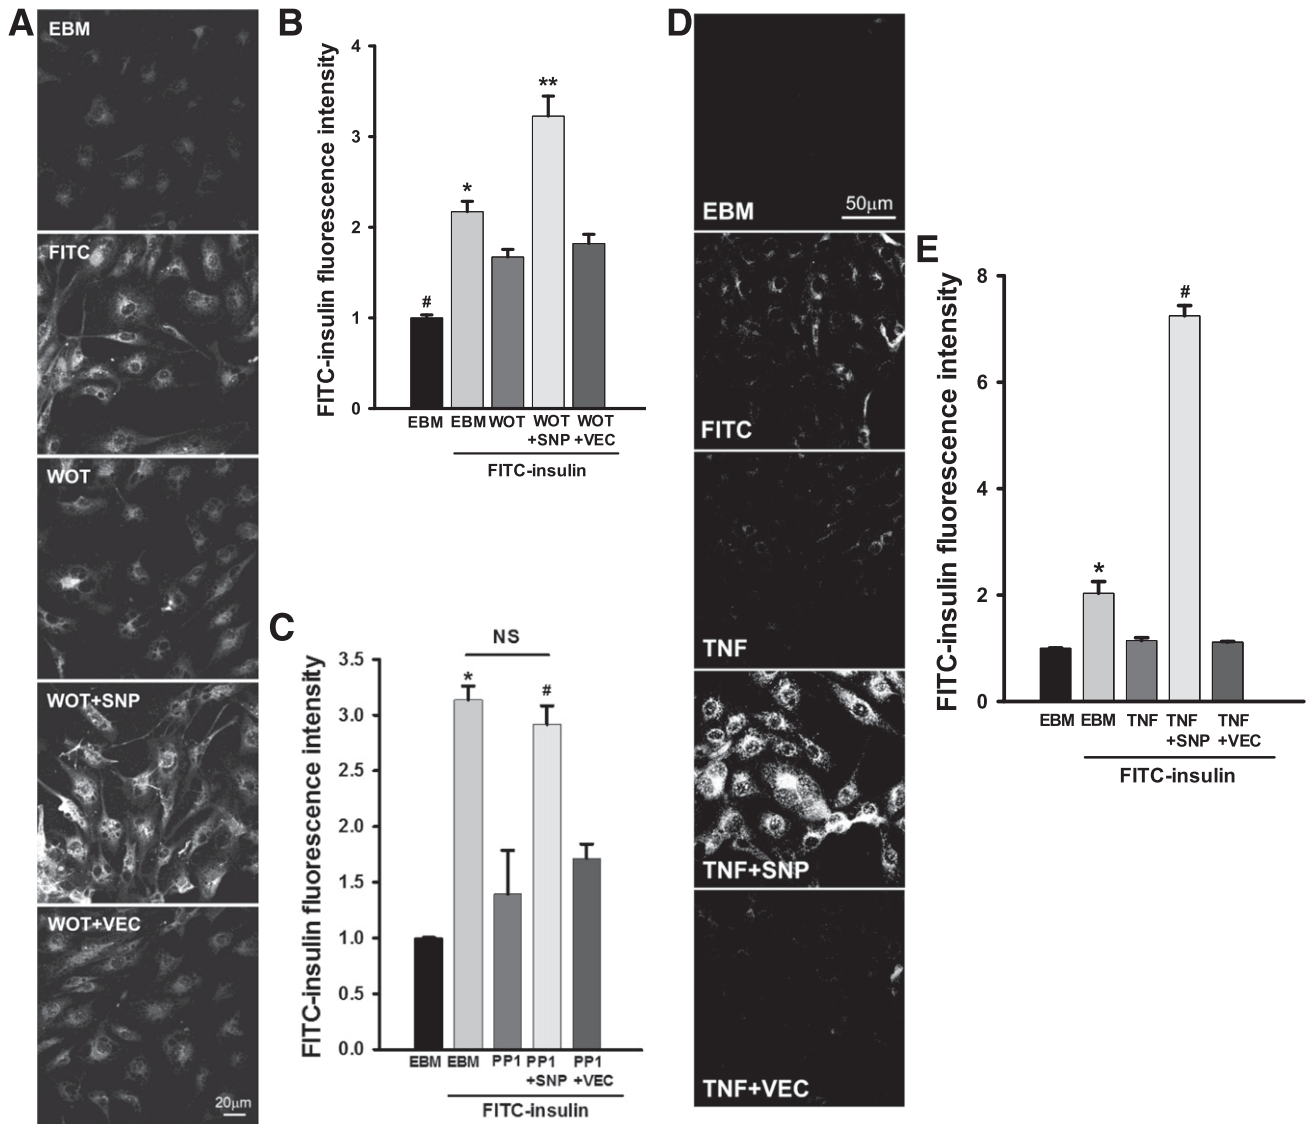 A
EBM
FITC
WOT
WOT+SNP
WOT+VEC
20μm
B
FITC-insulin fluorescence intensity
4
3
2
1
0
#
*
**
EBM EBM WOT WOT WOT
+SNP +VEC
FITC-insulin
C
FITC-insulin fluorescence intensity
NS
3.5
3.0
2.5
2.0
1.5
1.0
0.5
0.0
*
#
EBM EBM PP1 PP1 PP1
+SNP +VEC
FITC-insulin
D
EBM
50μm
FITC
TNF
TNF+SNP
TNF+VEC
E
FITC-insulin fluorescence intensity
8
6
4
2
0
*
#
EBM EBM TNF TNF TNF
+SNP +VEC
FITC-insulin